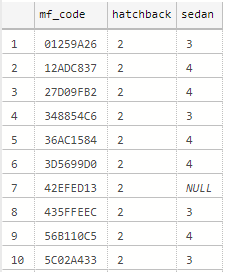 mf_code hatchback sedan
1 01259A26 2 3
2 12ADC837 2 4
3 27D09FB2 2 4
4 348854C6 2 3
5 36AC1584 2 4
6 3D5699D0 2 4
7 42EFED13 2 NULL
8 435FFEEC 2 3
9 56B110C5 2 4
10 5C02A433 2 3